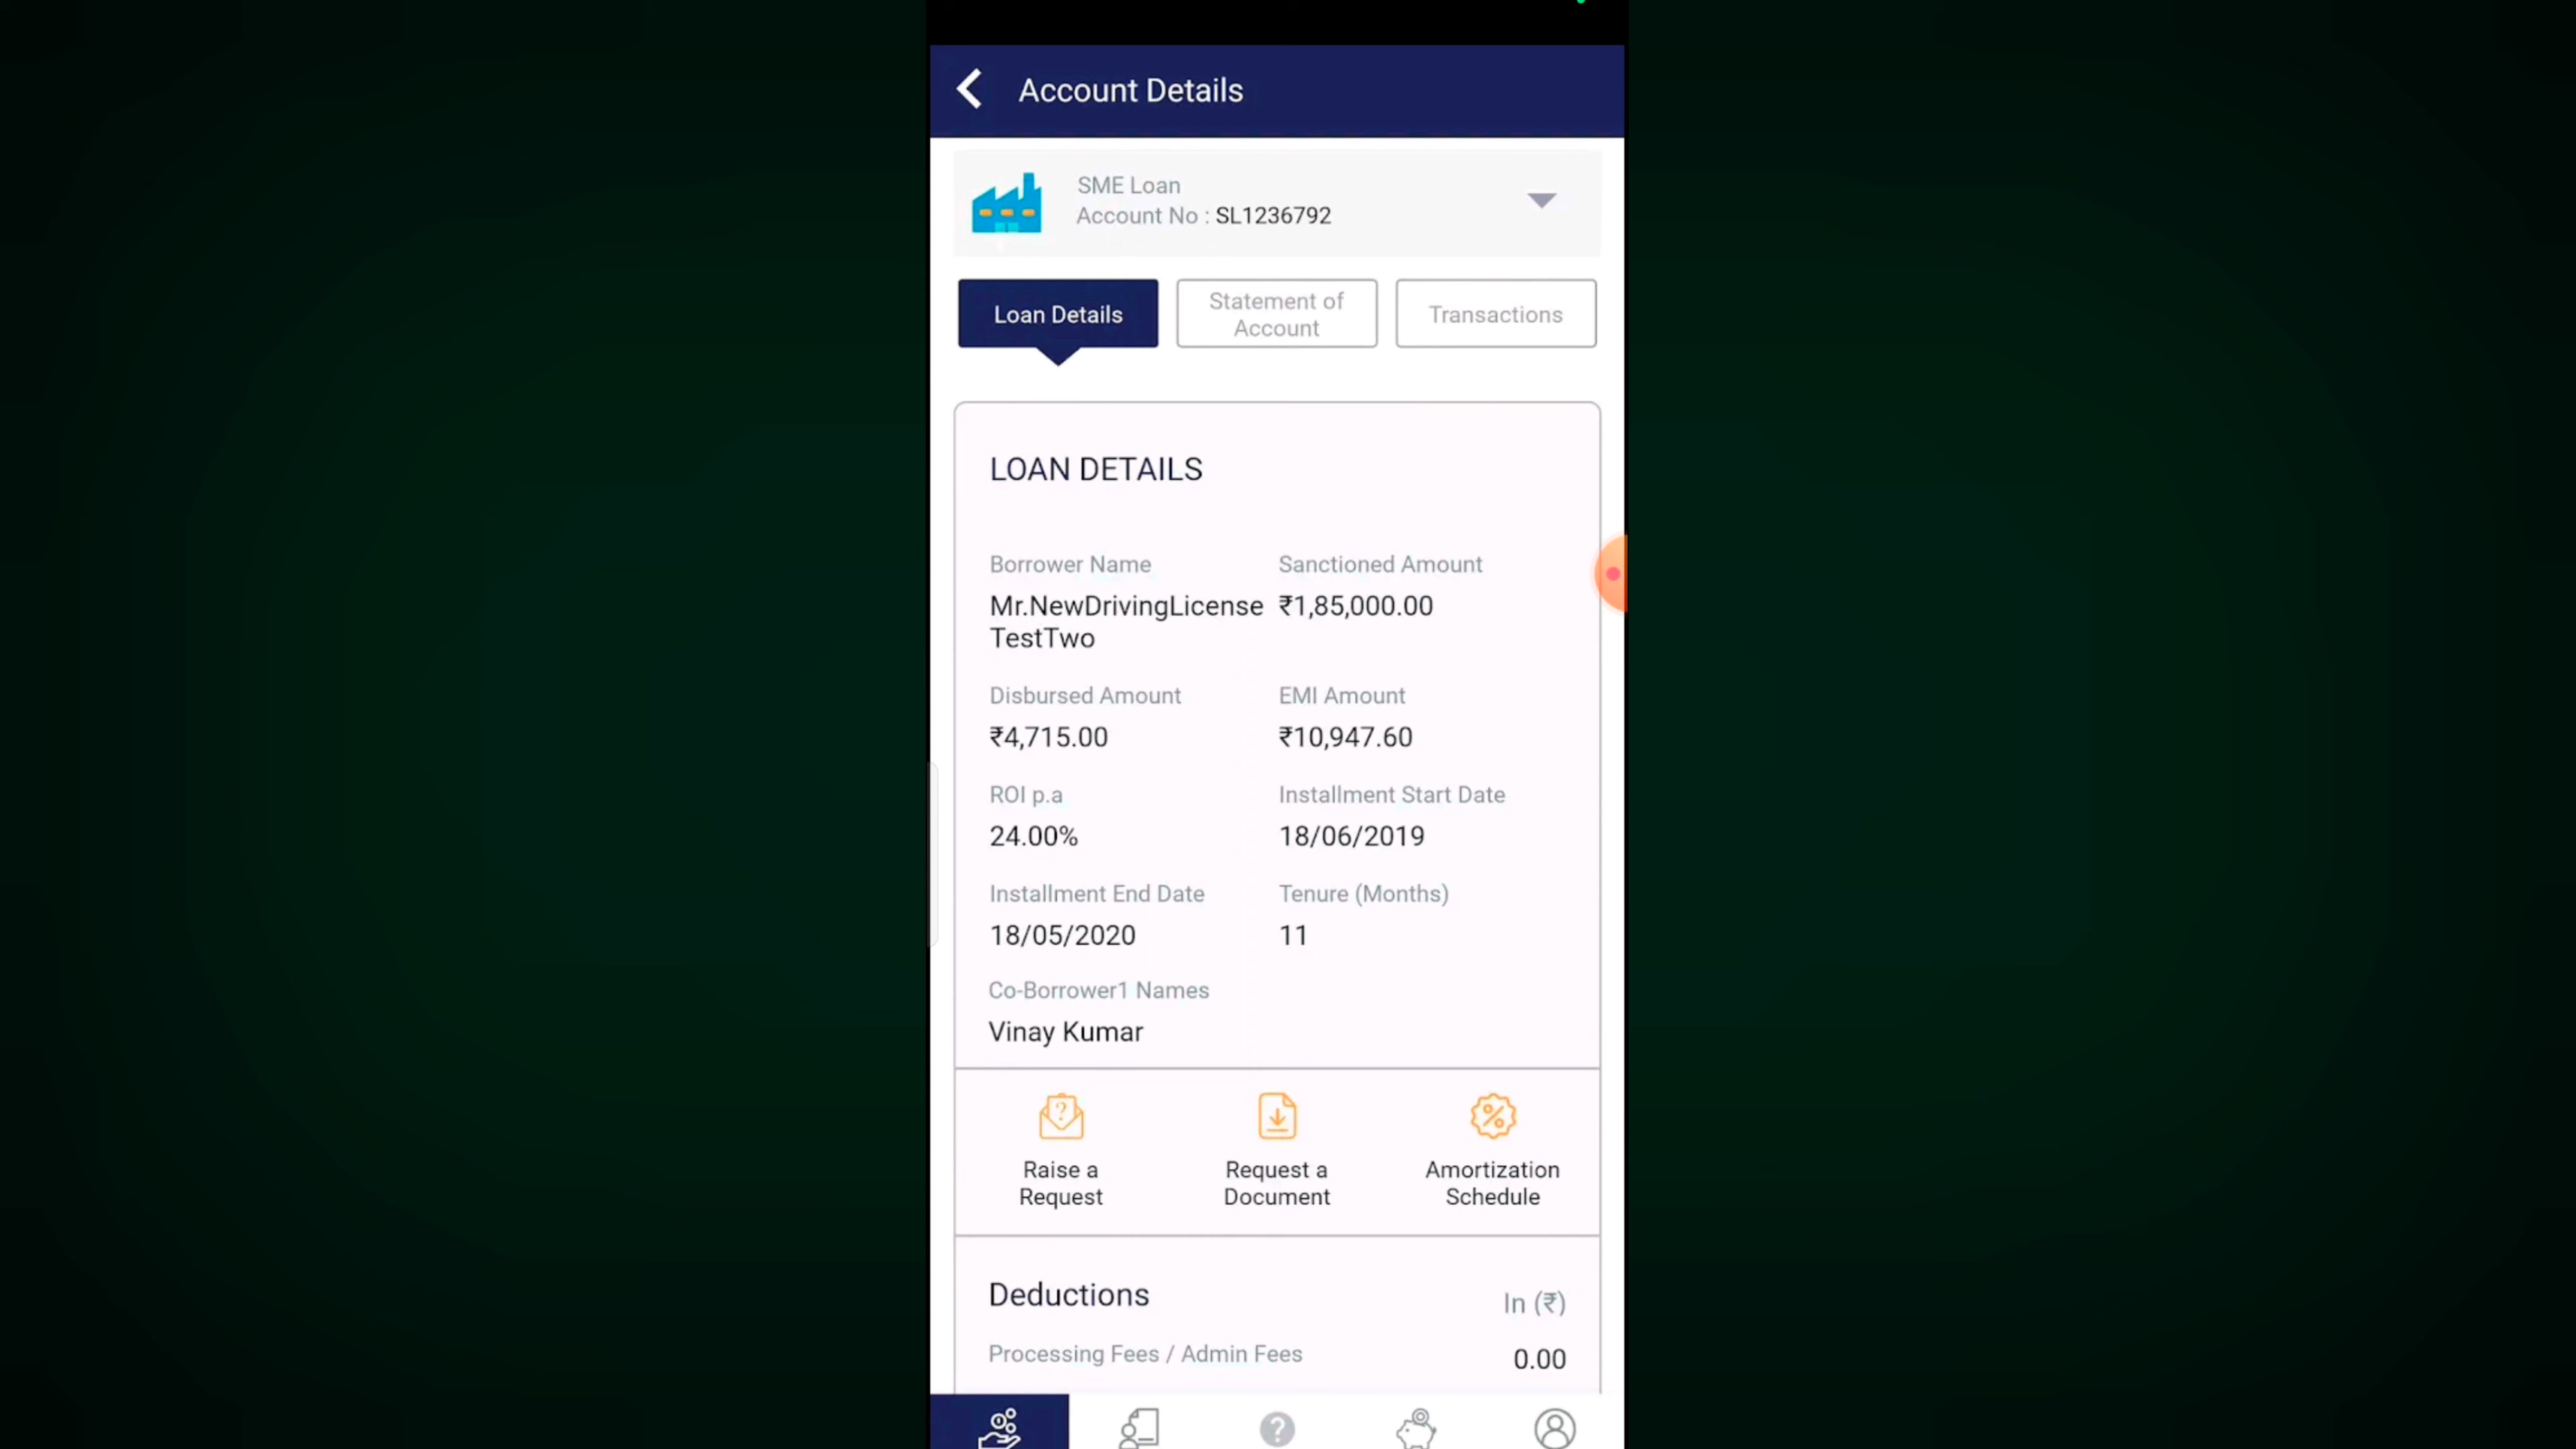 Account Details
SME Loan
Account No : SL1236792
Loan Details
Statement of
Account
Transactions
LOAN DETAILS
Borrower Name
Sanctioned Amount
Mr.NewDrivingLicense
TestTwo
₹1,85,000.00
Disbursed Amount
EMI Amount
₹4,715.00
₹10,947.60
ROI p.a
Installment Start Date
24.00%
18/06/2019
Installment End Date
Tenure (Months)
18/05/2020
11
Co-Borrower1 Names
Vinay Kumar
Raise a
Request
Request a
Document
Amortization
Schedule
Deductions
In (₹)
Processing Fees / Admin Fees
0.00